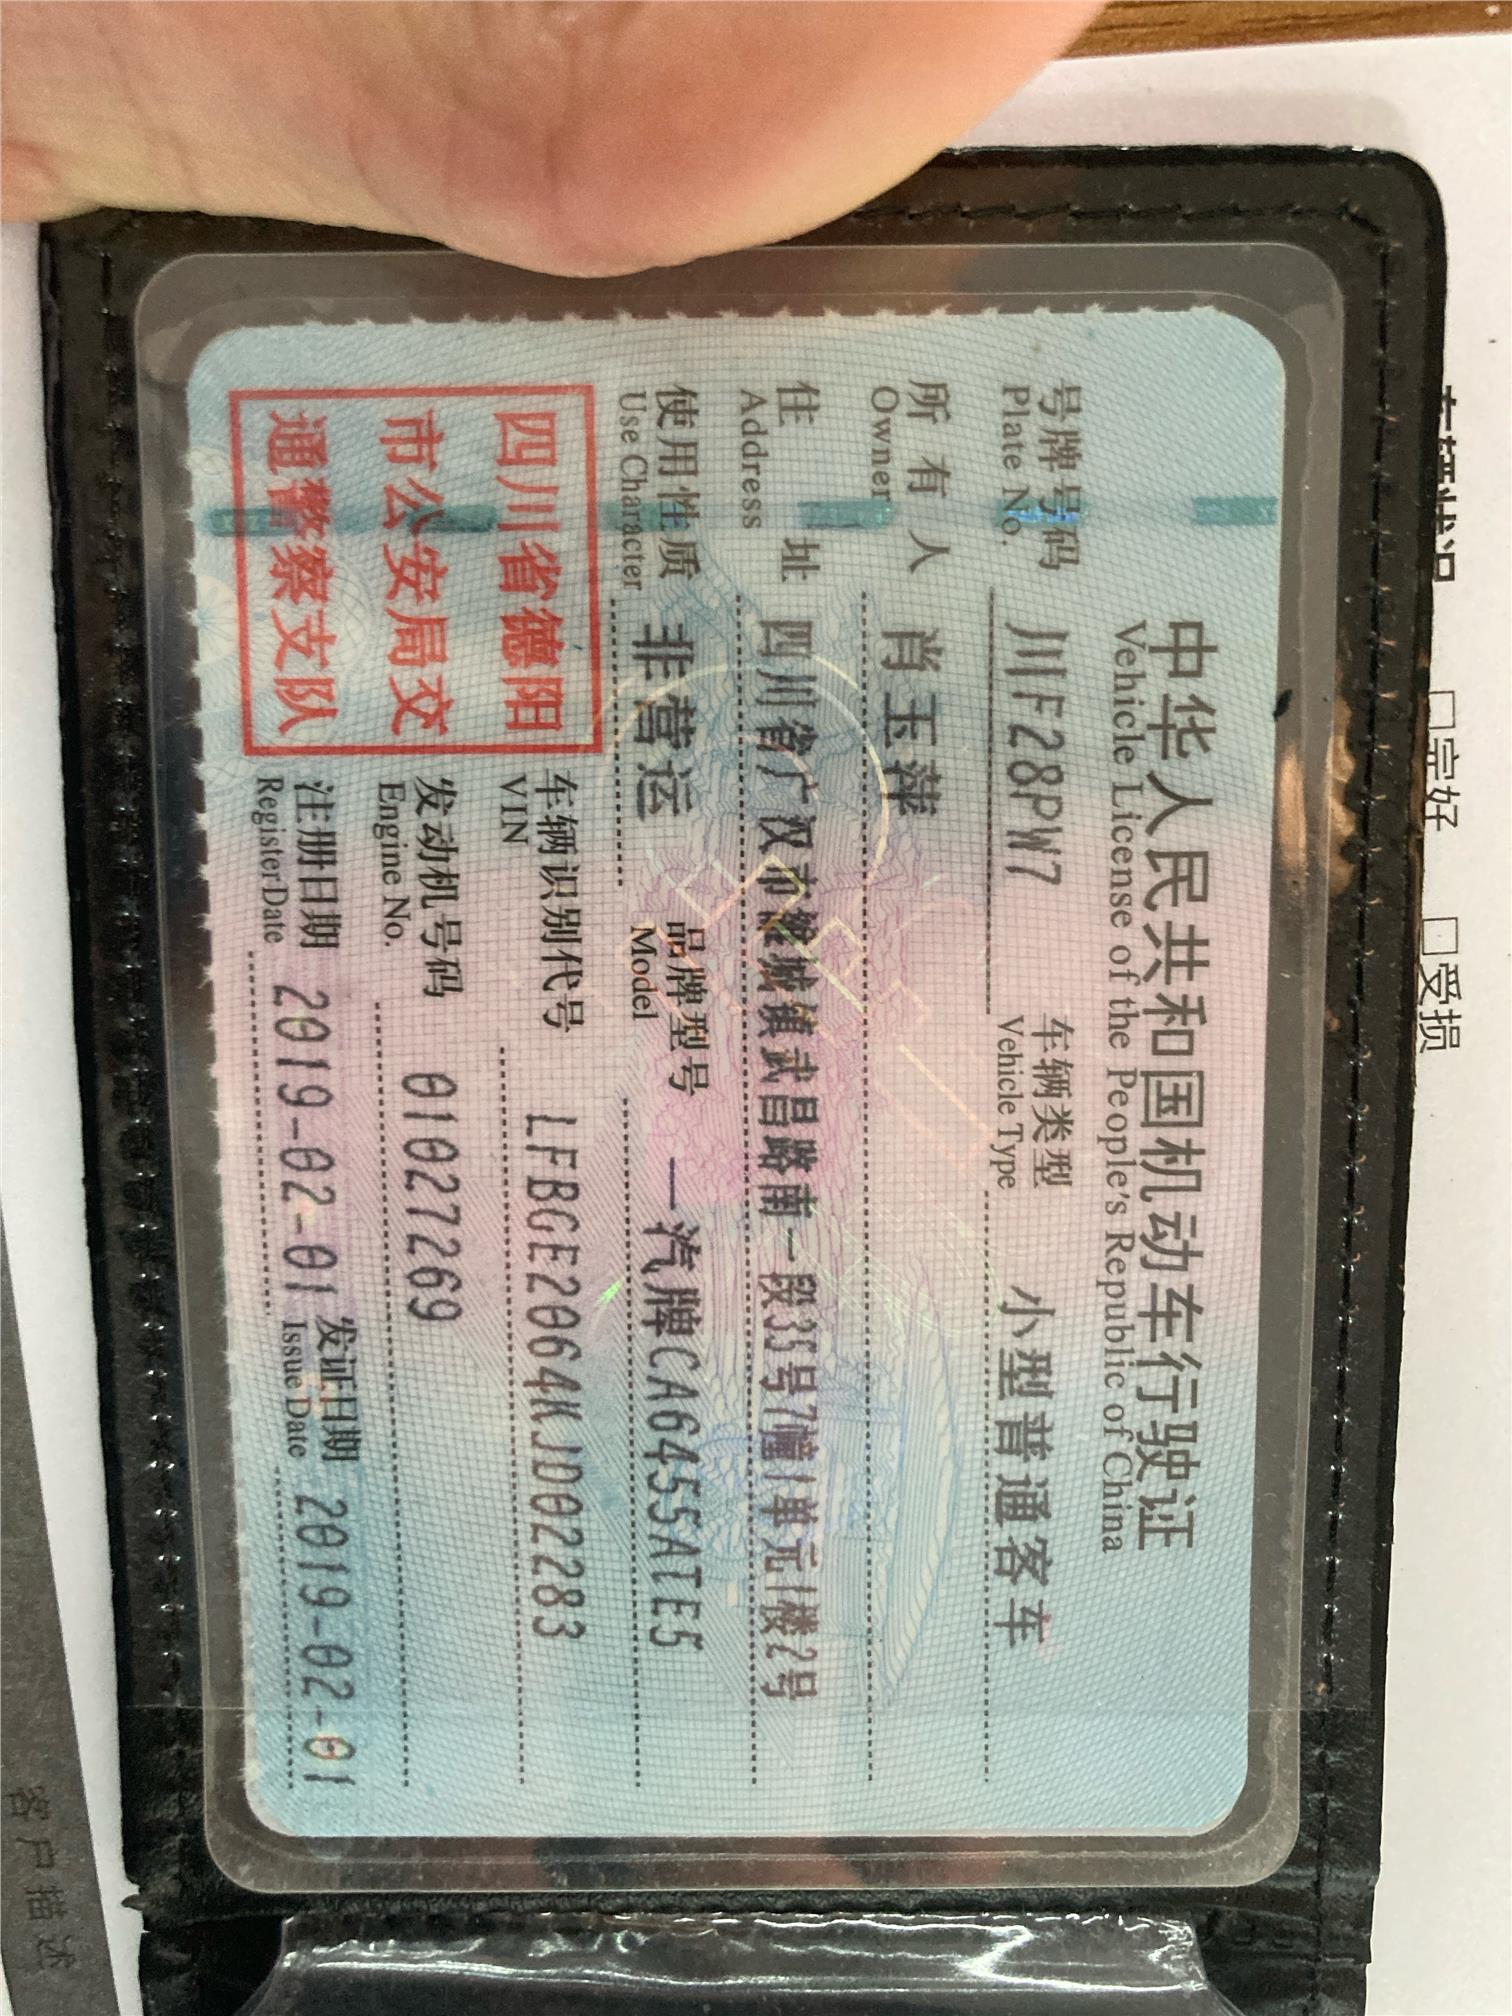 中华人民共和国机动车行驶证
Vehicle License of the People's Republic of China
号牌号码 川F28PW7 车辆类型 小型普通客车
Plate No. Vehicle Type
所有人 肖玉萍
Owner
住址 四川省广汉市雒城镇武昌路南一段35号7幢1单元1楼2号
Address
使用性质 非营运 品牌型号 一汽牌CA6455ATE5
Use Character Model
四川省德阳
市公安局交
通警察支队
车辆识别代号 LFBGE2064KJD02283
VIN
发动机号码 01027269
Engine No.
注册日期 2019-02-01 发证日期 2019-02-01
Register Date Issue Date
□完好 □受损
客户描述